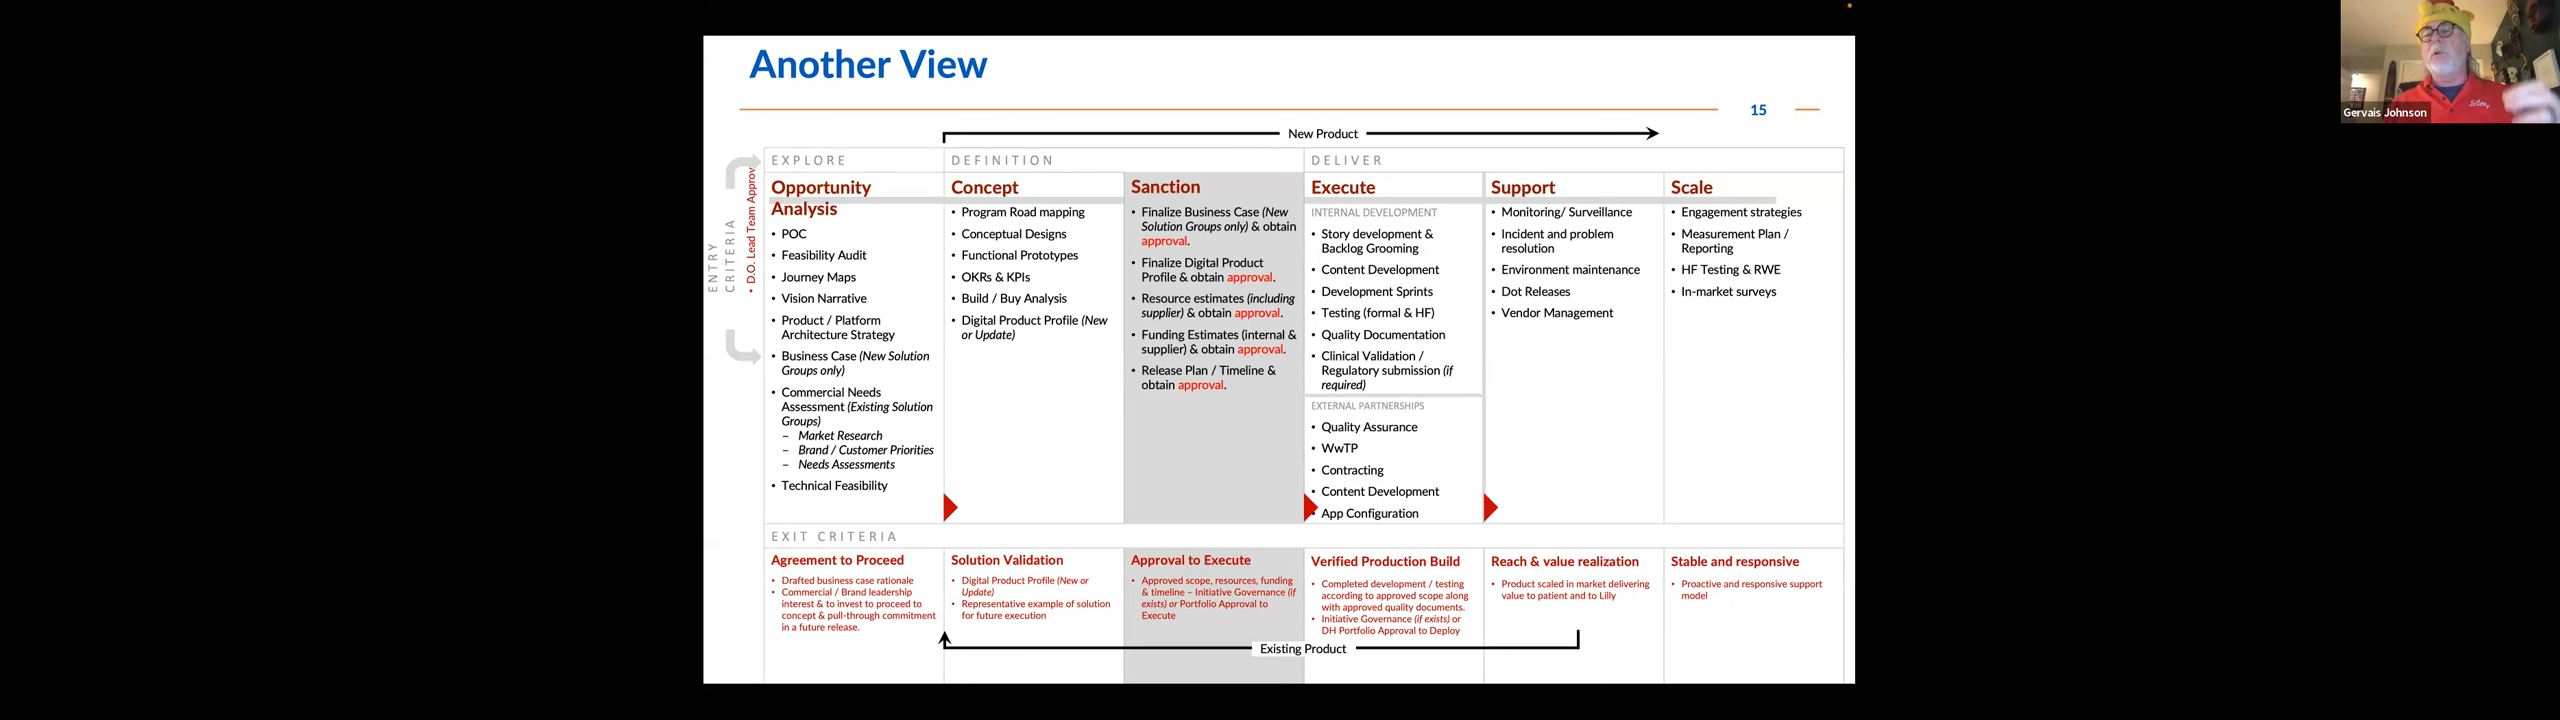 Another View
15
New Product
ENTRY
CRITERIA
• D.O. Lead Team Approv
EXPLORE
DEFINITION
DELIVER
Opportunity
Analysis
• POC
• Feasibility Audit
• Journey Maps
• Vision Narrative
• Product / Platform
Architecture Strategy
• Business Case (New Solution
Groups only)
• Commercial Needs
Assessment (Existing Solution
Groups)
– Market Research
– Brand / Customer Priorities
– Needs Assessments
• Technical Feasibility
Concept
• Program Road mapping
• Conceptual Designs
• Functional Prototypes
• OKRs & KPIs
• Build / Buy Analysis
• Digital Product Profile (New
or Update)
Sanction
• Finalize Business Case (New
Solution Groups only) & obtain
approval.
• Finalize Digital Product
Profile & obtain approval.
• Resource estimates (including
supplier) & obtain approval.
• Funding Estimates (internal &
supplier) & obtain approval.
• Release Plan / Timeline &
obtain approval.
Execute
INTERNAL DEVELOPMENT
• Story development &
Backlog Grooming
• Content Development
• Development Sprints
• Testing (formal & HF)
• Quality Documentation
• Clinical Validation /
Regulatory submission (if
required)
EXTERNAL PARTNERSHIPS
• Quality Assurance
• WwTP
• Contracting
• Content Development
• App Configuration
Support
• Monitoring/ Surveillance
• Incident and problem
resolution
• Environment maintenance
• Dot Releases
• Vendor Management
Scale
• Engagement strategies
• Measurement Plan /
Reporting
• HF Testing & RWE
• In-market surveys
EXIT CRITERIA
Agreement to Proceed
• Drafted business case rationale
• Commercial / Brand leadership
interest & to invest to proceed to
concept & pull-through commitment
in a future release.
Solution Validation
• Digital Product Profile (New or
Update)
• Representative example of solution
for future execution
Approval to Execute
• Approved scope, resources, funding
& timeline – Initiative Governance (if
exists) or Portfolio Approval to
Execute
Verified Production Build
• Completed development / testing
according to approved scope along
with approved quality documents.
• Initiative Governance (if exists) or
DH Portfolio Approval to Deploy
Reach & value realization
• Product scaled in market delivering
value to patient and to Lilly
Stable and responsive
• Proactive and responsive support
model
Existing Product
Gervais Johnson